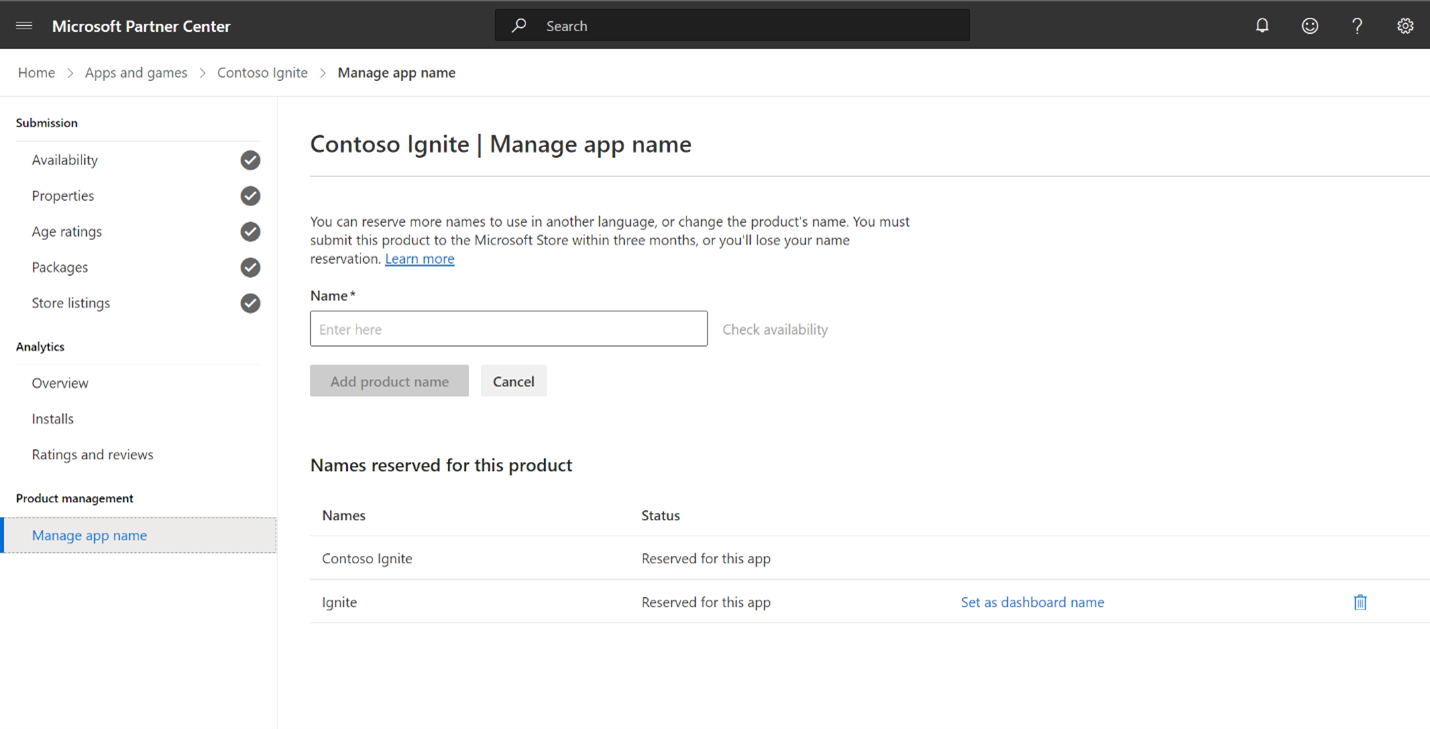 Microsoft Partner Center
Search
Home > Apps and games > Contoso Ignite > Manage app name
Submission
Availability
Properties
Age ratings
Packages
Store listings
Analytics
Overview
Installs
Ratings and reviews
Product management
Manage app name
Contoso Ignite | Manage app name
You can reserve more names to use in another language, or change the product's name. You must
submit this product to the Microsoft Store within three months, or you'll lose your name
reservation. Learn more
Name*
Enter here
Check availability
Add product name
Cancel
Names reserved for this product
Names Status
Contoso Ignite Reserved for this app
Ignite Reserved for this app Set as dashboard name